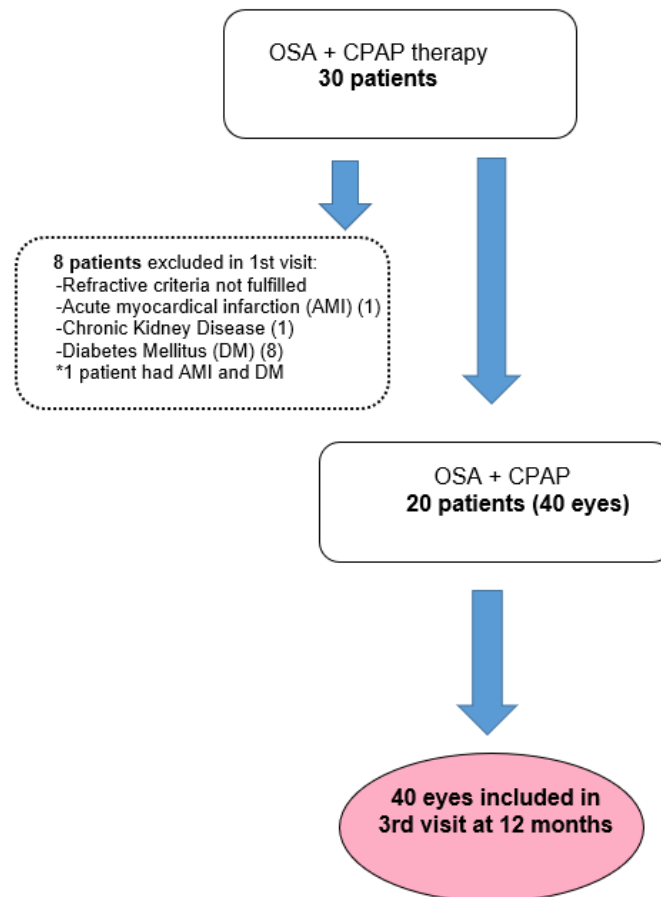 OSA + CPAP therapy
30 patients
8 patients excluded in 1st visit:
-Refractive criteria not fulfilled
-Acute myocardial infarction (AMI) (1)
-Chronic Kidney Disease (1)
-Diabetes Mellitus (DM) (8)
*1 patient had AMI and DM
OSA + CPAP
20 patients (40 eyes)
40 eyes included in
3rd visit at 12 months